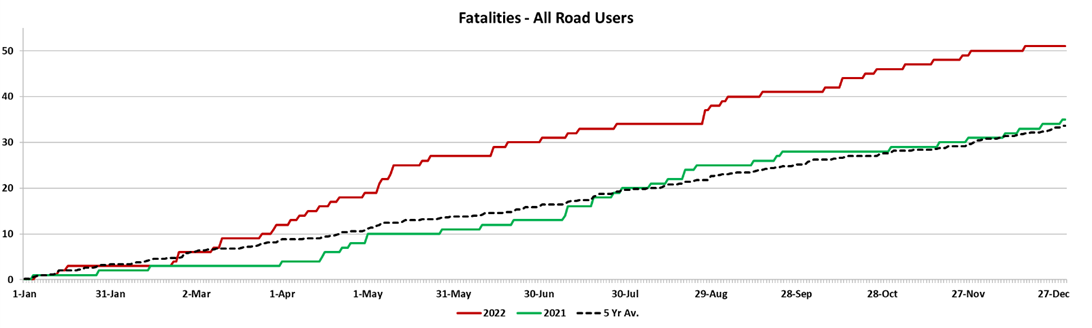 Fatalities - All Road Users
50
40
30
20
10
0
1-Jan 31-Jan 2-Mar 1-Apr 1-May 31-May 30-Jun 30-Jul 29-Aug 28-Sep 28-Oct 27-Nov 27-Dec
2022 2021 5 Yr Av.